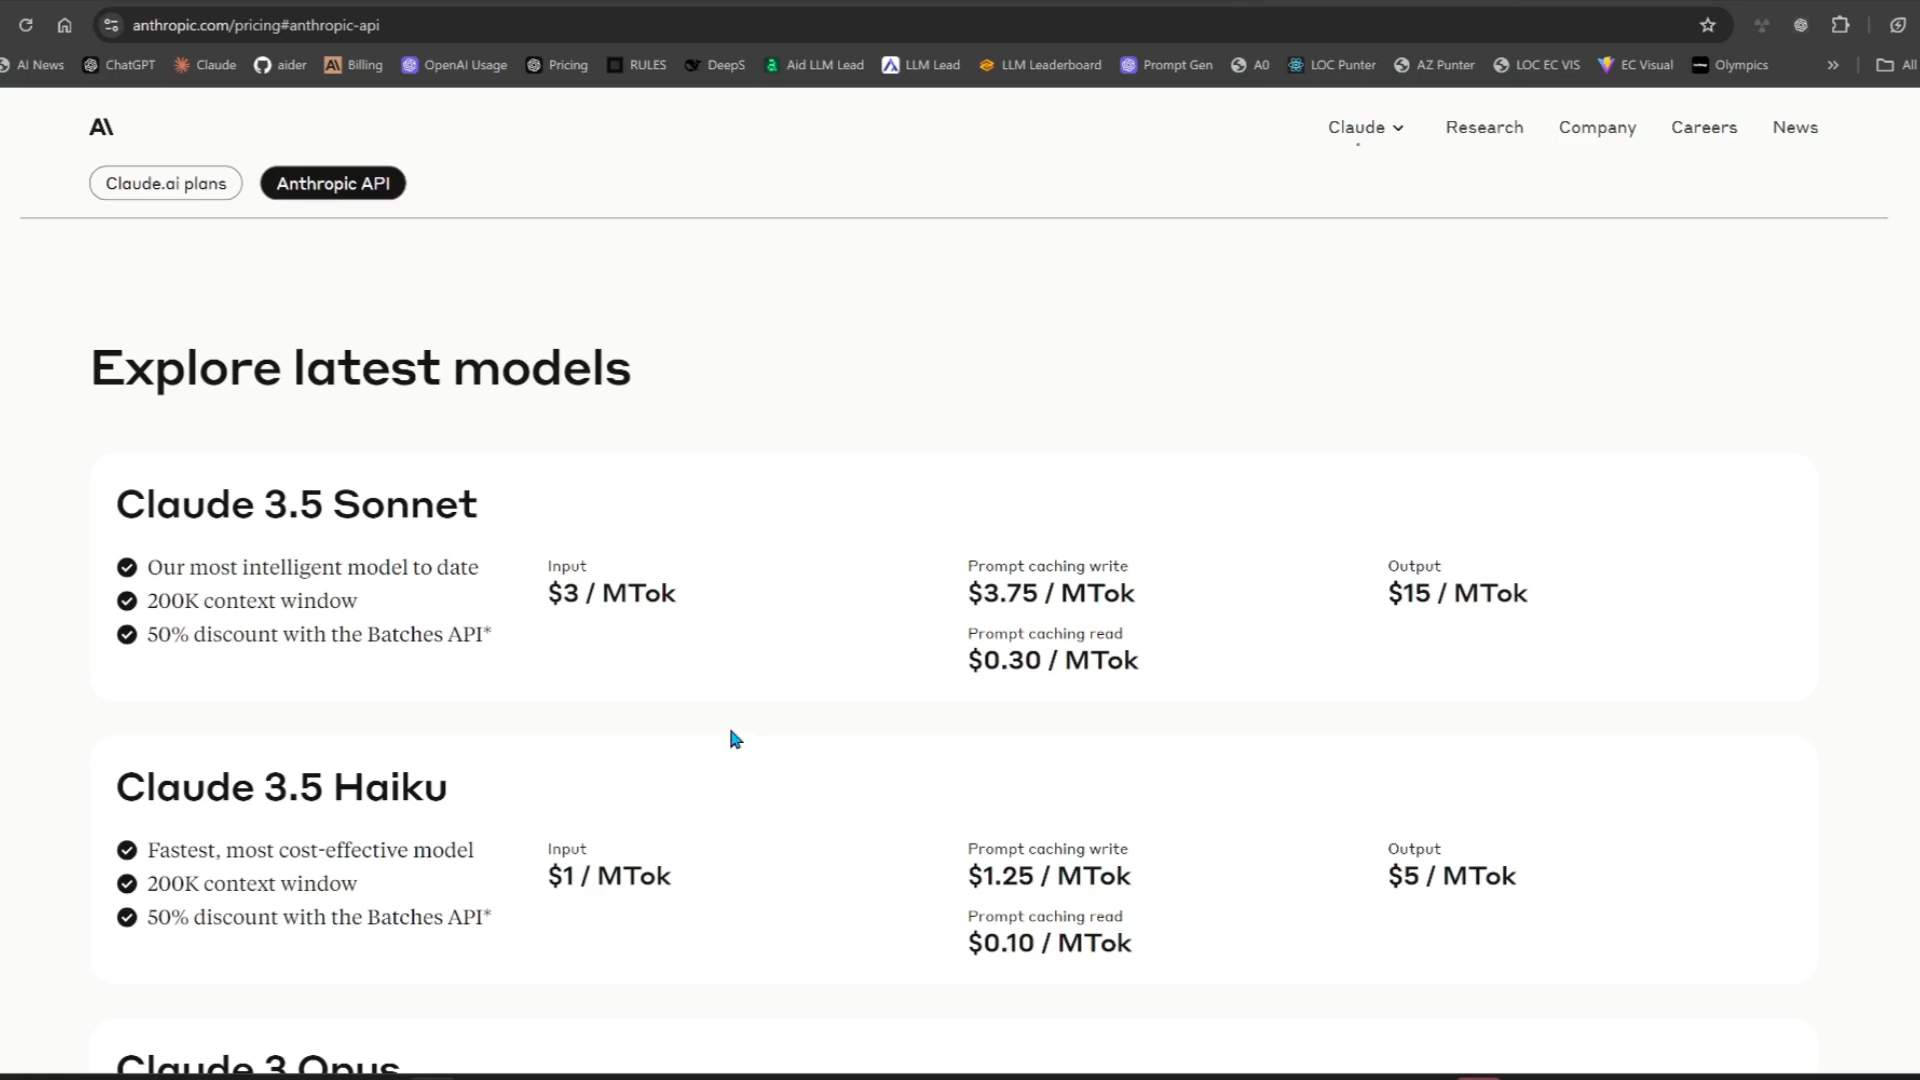 anthropic.com/pricing#anthropic-api
AI News ChatGPT Claude aider Billing OpenAI Usage Pricing RULES DeepS Aid LLM Lead LLM Lead LLM Leaderboard Prompt Gen A0 LOC Punter AZ Punter LOC EC VIS EC Visual Olympics » All
A\ Claude Research Company Careers News
Claude.ai plans Anthropic API
Explore latest models
Claude 3.5 Sonnet
Our most intelligent model to date
200K context window
50% discount with the Batches API*
Input
$3 / MTok
Prompt caching write
$3.75 / MTok
Prompt caching read
$0.30 / MTok
Output
$15 / MTok
Claude 3.5 Haiku
Fastest, most cost-effective model
200K context window
50% discount with the Batches API*
Input
$1 / MTok
Prompt caching write
$1.25 / MTok
Prompt caching read
$0.10 / MTok
Output
$5 / MTok
Claude 3 Opus